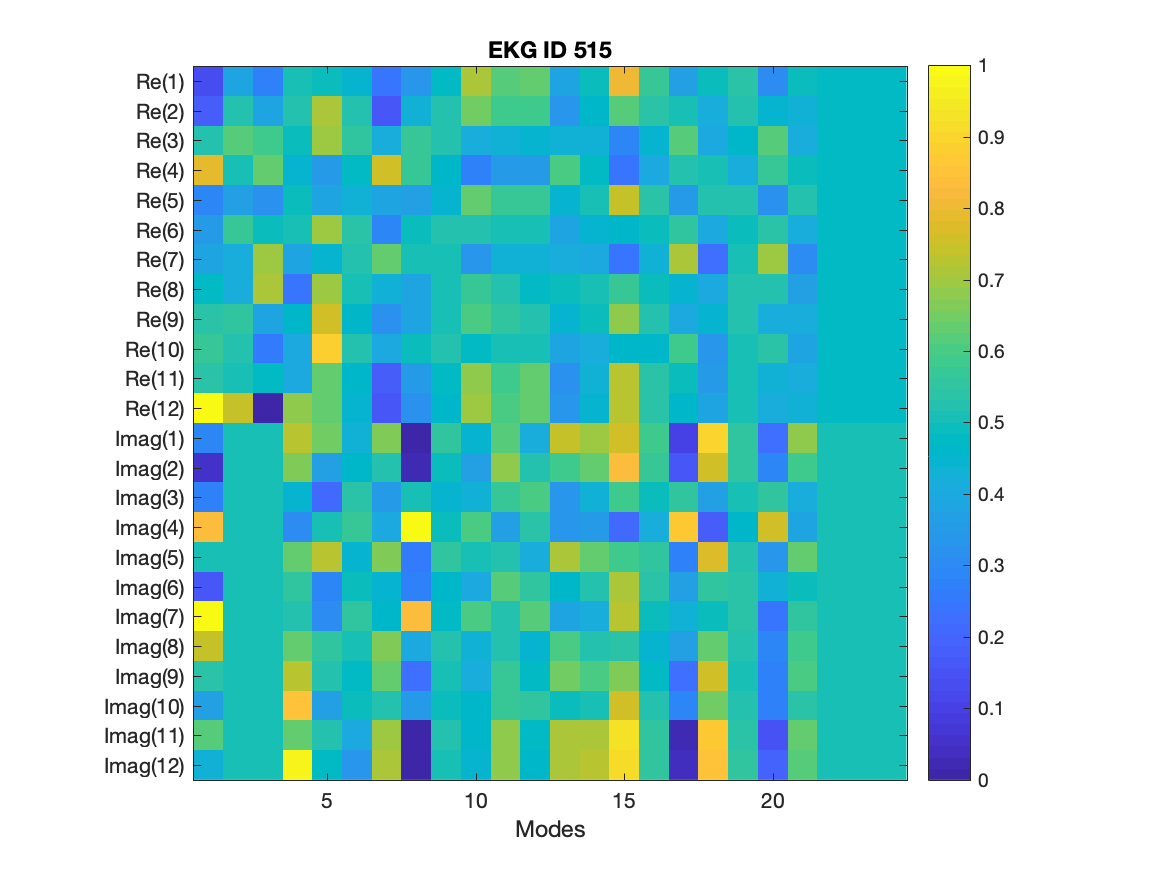 EKG ID 515
Re(1)
Re(2)
Re(3)
Re(4)
Re(5)
Re(6)
Re(7)
Re(8)
Re(9)
Re(10)
Re(11)
Re(12)
Imag(1)
Imag(2)
Imag(3)
Imag(4)
Imag(5)
Imag(6)
Imag(7)
Imag(8)
Imag(9)
Imag(10)
Imag(11)
Imag(12)
5 10 15 20
Modes
1
0.9
0.8
0.7
0.6
0.5
0.4
0.3
0.2
0.1
0